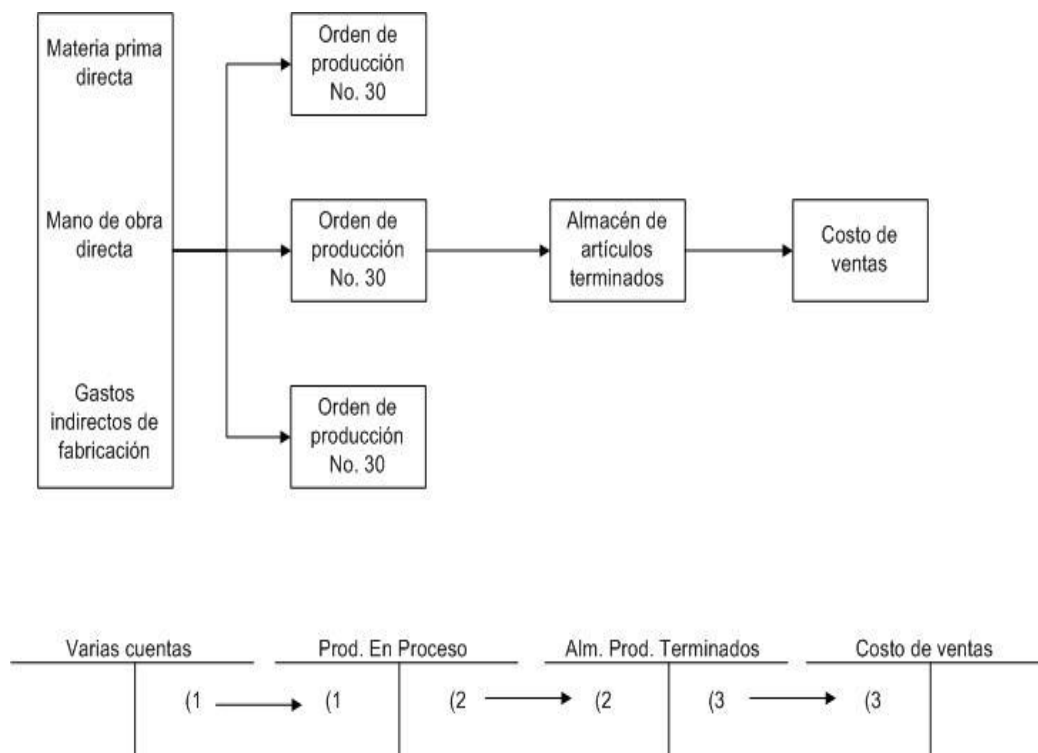 Materia prima
directa
Orden de
producción
No. 30
Mano de obra
directa
Orden de
producción
No. 30
Almacén de
artículos
terminados
Costo de
ventas
Gastos
indirectos de
fabricación
Orden de
producción
No. 30
Varias cuentas
Prod. En Proceso
Alm. Prod. Terminados
Costo de ventas
(1
(1
(2
(2
(3
(3